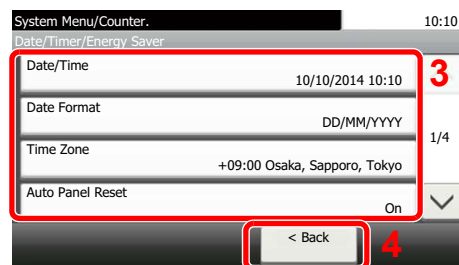 System Menu/Counter. 10:10
Date/Timer/Energy Saver
Date/Time
10/10/2014 10:10
3
Date Format
DD/MM/YYYY
1/4
Time Zone
+09:00 Osaka, Sapporo, Tokyo
Auto Panel Reset
On
< Back
4